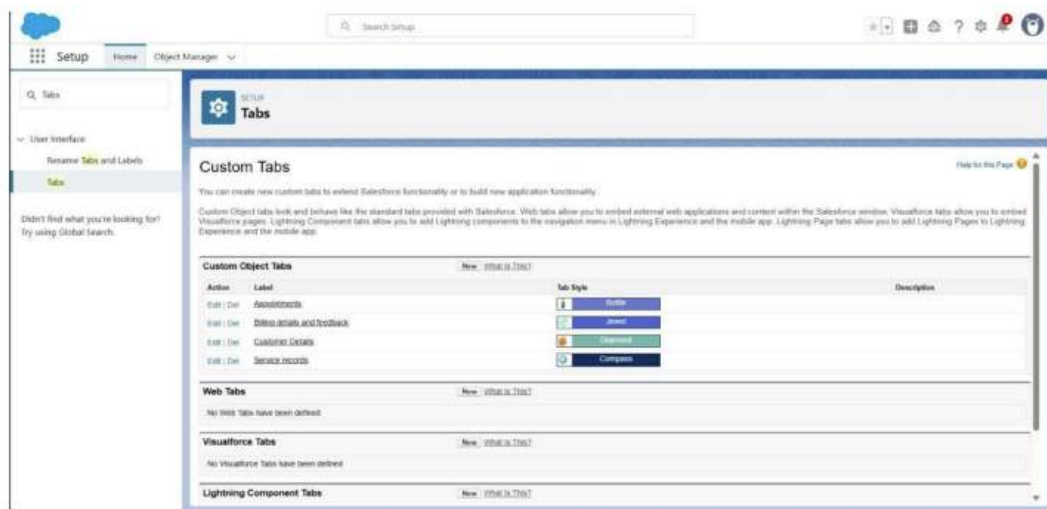 Search Setup
Setup Home Object Manager
Tabs
User Interface
Rename Tabs and Labels
Tabs
Didn't find what you're looking for?
Try using Global Search.
SETUP
Tabs
Custom Tabs
Help for this Page
You can create new custom tabs to extend Salesforce functionality or to build new application functionality.
Custom Object tabs look and behave like the standard tabs provided with Salesforce. Web tabs allow you to embed external web applications and content within the Salesforce window. Visualforce tabs allow you to embed
Visualforce pages. Lightning Component tabs allow you to add Lightning components to the navigation menu in Lightning Experience and the mobile app. Lightning Page tabs allow you to add Lightning Pages to Lightning
Experience and the mobile app.
Custom Object Tabs New What Is This?
Action Label Tab Style Description
Edit | Del Appointments Bottle
Edit | Del Billing details and feedback Jewel
Edit | Del Customer Details Diamond
Edit | Del Service records Compass
Web Tabs New What Is This?
No Web Tabs have been defined
Visualforce Tabs New What Is This?
No Visualforce Tabs have been defined
Lightning Component Tabs New What Is This?